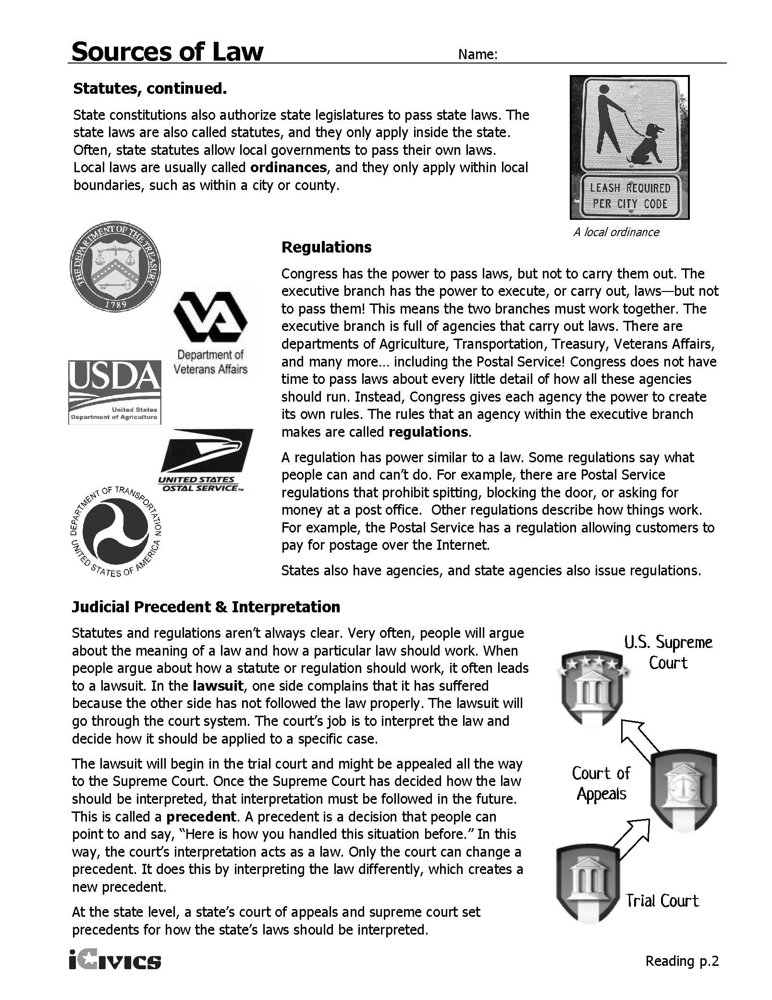 Sources of Law
Name:
Statutes, continued.
State constitutions also authorize state legislatures to pass state laws. The
state laws are also called statutes, and they only apply inside the state.
Often, state statutes allow local governments to pass their own laws.
Local laws are usually called ordinances, and they only apply within local
boundaries, such as within a city or county.
LEASH REQUIRED
PER CITY CODE
A local ordinance
THE DEPARTMENT OF THE TREASURY
1789
VA
Department of
Veterans Affairs
USDA
United States
Department of Agriculture
UNITED STATES
OSTAL SERVICE™
DEPARTMENT OF TRANSPORTATION
UNITED STATES OF AMERICA
Regulations
Congress has the power to pass laws, but not to carry them out. The
executive branch has the power to execute, or carry out, laws—but not
to pass them! This means the two branches must work together. The
executive branch is full of agencies that carry out laws. There are
departments of Agriculture, Transportation, Treasury, Veterans Affairs,
and many more... including the Postal Service! Congress does not have
time to pass laws about every little detail of how all these agencies
should run. Instead, Congress gives each agency the power to create
its own rules. The rules that an agency within the executive branch
makes are called regulations.
A regulation has power similar to a law. Some regulations say what
people can and can't do. For example, there are Postal Service
regulations that prohibit spitting, blocking the door, or asking for
money at a post office.  Other regulations describe how things work.
For example, the Postal Service has a regulation allowing customers to
pay for postage over the Internet.
States also have agencies, and state agencies also issue regulations.
Judicial Precedent & Interpretation
Statutes and regulations aren't always clear. Very often, people will argue
about the meaning of a law and how a particular law should work. When
people argue about how a statute or regulation should work, it often leads
to a lawsuit. In the lawsuit, one side complains that it has suffered
because the other side has not followed the law properly. The lawsuit will
go through the court system. The court's job is to interpret the law and
decide how it should be applied to a specific case.
The lawsuit will begin in the trial court and might be appealed all the way
to the Supreme Court. Once the Supreme Court has decided how the law
should be interpreted, that interpretation must be followed in the future.
This is called a precedent. A precedent is a decision that people can
point to and say, “Here is how you handled this situation before.” In this
way, the court's interpretation acts as a law. Only the court can change a
precedent. It does this by interpreting the law differently, which creates a
new precedent.
At the state level, a state's court of appeals and supreme court set
precedents for how the state's laws should be interpreted.
U.S. Supreme
Court
Court of
Appeals
Trial Court
iCivics
Reading p.2